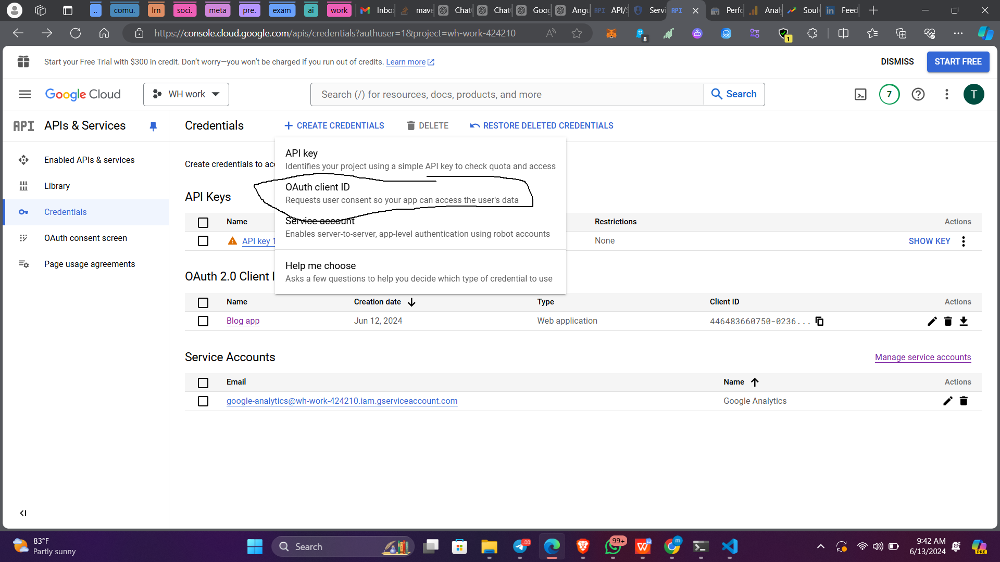 ..
comu.
lrn
soci.
meta
pre.
exam
ai
work
Inbo
mave
Chat
Chat
Goog
Angu
API API/S
Servi
API
Perfo
Anal
Soul
Feed
https://console.cloud.google.com/apis/credentials?authuser=1&project=wh-work-424210
8
1
Start your Free Trial with $300 in credit. Don't worry—you won't be charged if you run out of credits. Learn more
DISMISS
START FREE
Google Cloud
WH work
Search (/) for resources, docs, products, and more
Search
7
T
API APIs & Services
Credentials
CREATE CREDENTIALS
DELETE
RESTORE DELETED CREDENTIALS
Enabled APIs & services
Library
Credentials
OAuth consent screen
Page usage agreements
Create credentials to acc
API key
Identifies your project using a simple API key to check quota and access
OAuth client ID
Requests user consent so your app can access the user's data
Service account
Enables server-to-server, app-level authentication using robot accounts
Help me choose
Asks a few questions to help you decide which type of credential to use
API Keys
Name
Restrictions
Actions
API key 1
None
SHOW KEY
OAuth 2.0 Client I
Name
Creation date
Type
Client ID
Actions
Blog app
Jun 12, 2024
Web application
446483660750-0236...
Service Accounts
Manage service accounts
Email
Name
Actions
google-analytics@wh-work-424210.iam.gserviceaccount.com
Google Analytics
83°F
Partly sunny
Search
.00
99+
W
m
9:42 AM
6/13/2024
PRE